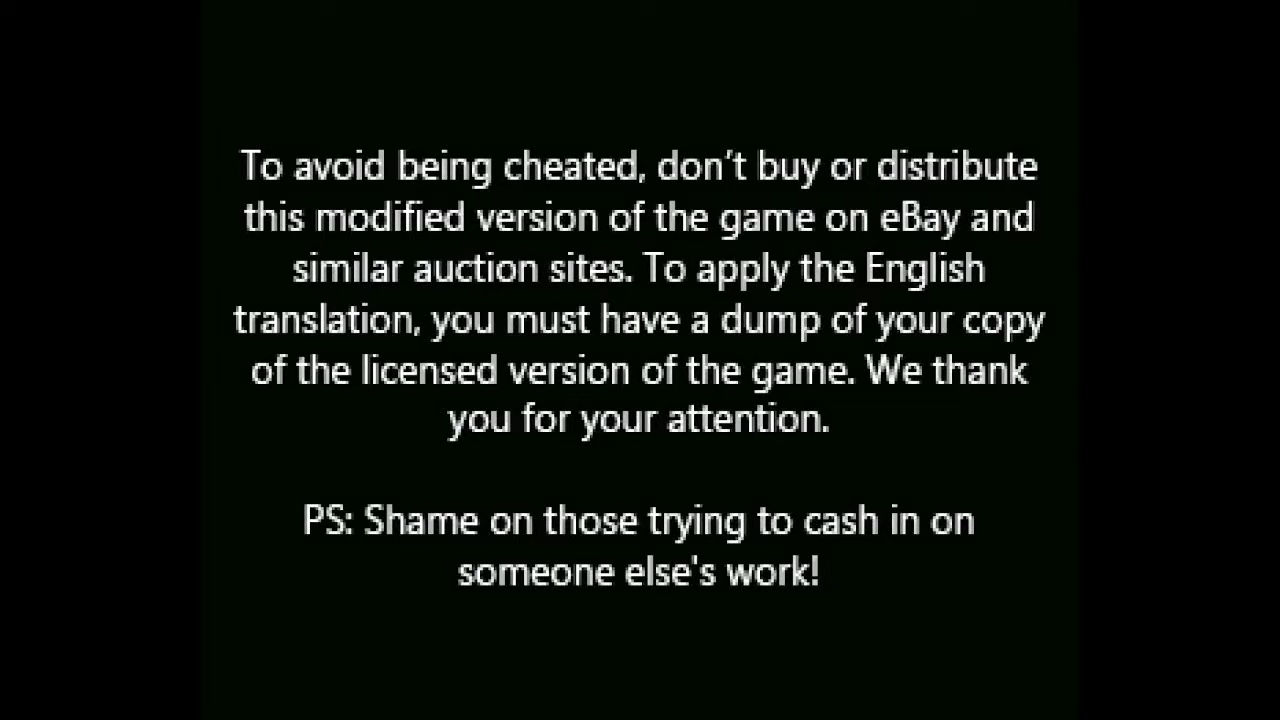 To avoid being cheated, don’t buy or distribute
this modified version of the game on eBay and
similar auction sites. To apply the English
translation, you must have a dump of your copy
of the licensed version of the game. We thank
you for your attention.
PS: Shame on those trying to cash in on
someone else's work!